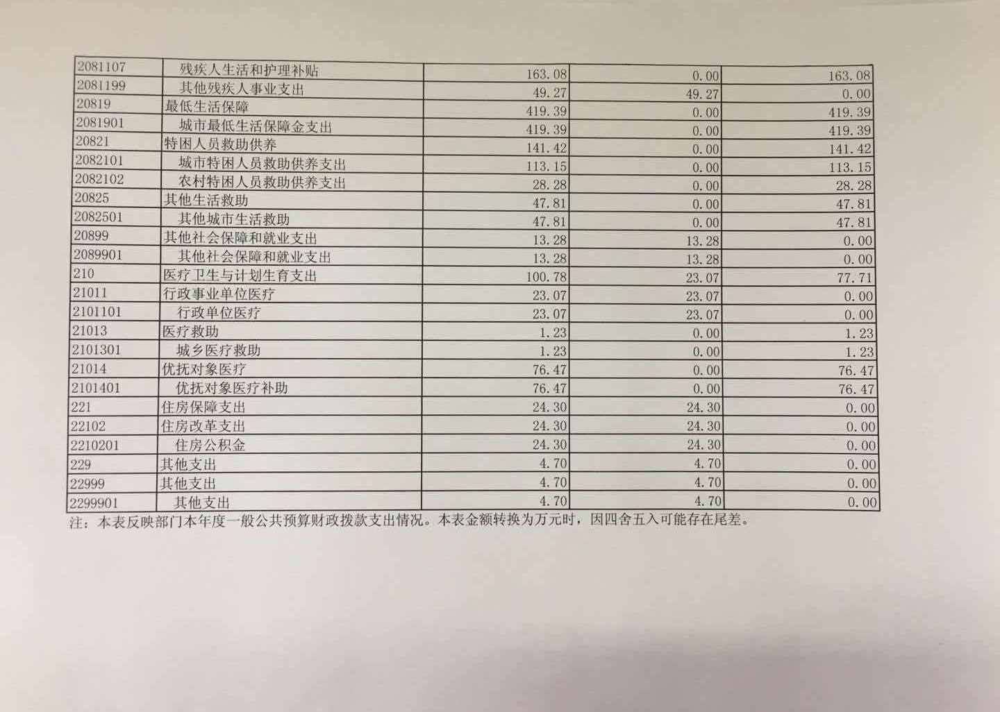 2081107 残疾人生活和护理补贴 163.08 0.00 163.08
2081199 其他残疾人事业支出 49.27 49.27 0.00
20819 最低生活保障 419.39 0.00 419.39
2081901 城市最低生活保障金支出 419.39 0.00 419.39
20821 特困人员救助供养 141.42 0.00 141.42
2082101 城市特困人员救助供养支出 113.15 0.00 113.15
2082102 农村特困人员救助供养支出 28.28 0.00 28.28
20825 其他生活救助 47.81 0.00 47.81
2082501 其他城市生活救助 47.81 0.00 47.81
20899 其他社会保障和就业支出 13.28 13.28 0.00
2089901 其他社会保障和就业支出 13.28 13.28 0.00
210 医疗卫生与计划生育支出 100.78 23.07 77.71
21011 行政事业单位医疗 23.07 23.07 0.00
2101101 行政单位医疗 23.07 23.07 0.00
21013 医疗救助 1.23 0.00 1.23
2101301 城乡医疗救助 1.23 0.00 1.23
21014 优抚对象医疗 76.47 0.00 76.47
2101401 优抚对象医疗补助 76.47 0.00 76.47
221 住房保障支出 24.30 24.30 0.00
22102 住房改革支出 24.30 24.30 0.00
2210201 住房公积金 24.30 24.30 0.00
229 其他支出 4.70 4.70 0.00
22999 其他支出 4.70 4.70 0.00
2299901 其他支出 4.70 4.70 0.00
注：本表反映部门本年度一般公共预算财政拨款支出情况。本表金额转换为万元时，因四舍五入可能存在尾差。